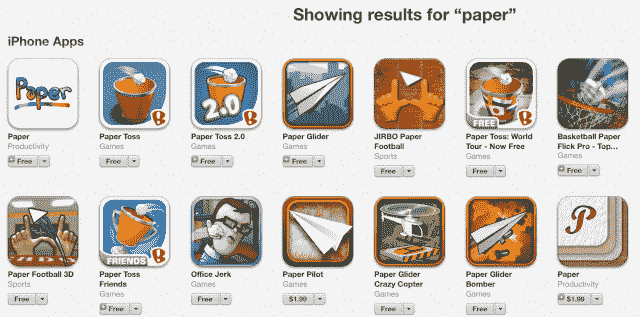 Showing results for “paper”
iPhone Apps
Paper
2.0
FREE
Paper
Productivity
Free
Paper Toss
Games
Free
Paper Toss 2.0
Games
Free
Paper Glider
Games
Free
JIRBO Paper
Football
Sports
Free
Paper Toss: World
Tour - Now Free
Games
Free
Basketball Paper
Flick Pro - Top...
Games
Free
FRIENDS
P
Paper Football 3D
Sports
Free
Paper Toss
Friends
Games
Free
Office Jerk
Games
Free
Paper Pilot
Games
$1.99
Paper Glider
Crazy Copter
Games
Free
Paper Glider
Bomber
Games
Free
Paper
Productivity
$1.99